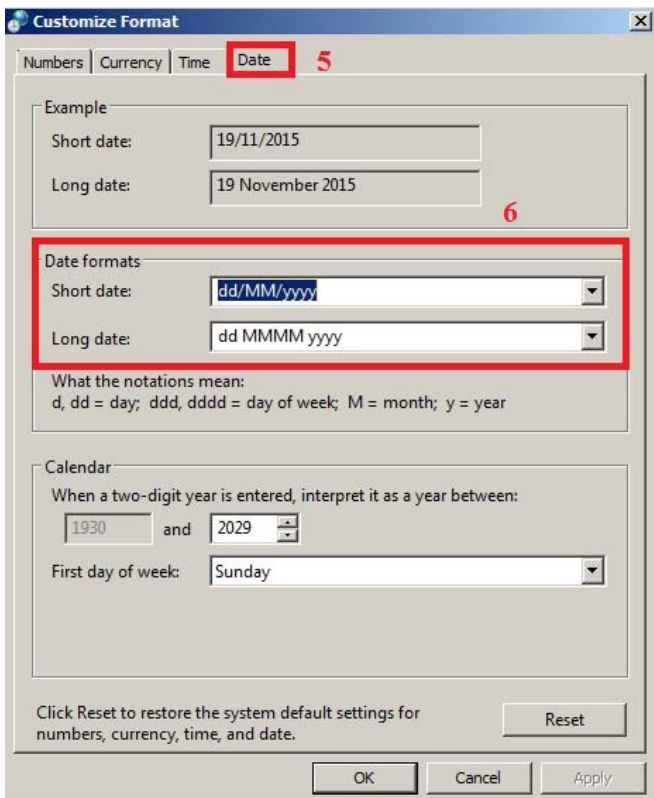 Customize Format
Numbers Currency Time Date 5
Example
Short date: 19/11/2015
Long date: 19 November 2015
6
Date formats
Short date: dd/MM/yyyy
Long date: dd MMMM yyyy
What the notations mean:
d, dd = day; ddd, dddd = day of week; M = month; y = year
Calendar
When a two-digit year is entered, interpret it as a year between:
1930 and 2029
First day of week: Sunday
Click Reset to restore the system default settings for
numbers, currency, time, and date.
Reset
OK Cancel Apply